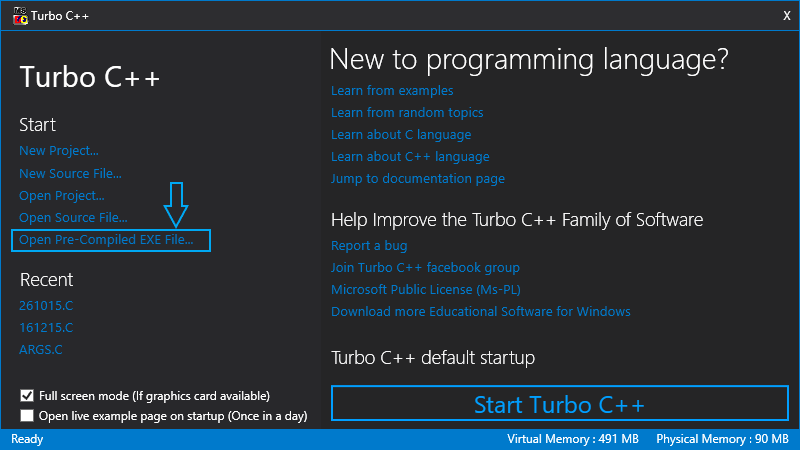 Turbo C++
X
Turbo C++
Start
New Project...
New Source File...
Open Project...
Open Source File...
Open Pre-Compiled EXE File...
Recent
261015.C
161215.C
ARGS.C
Full screen mode (If graphics card available)
Open live example page on startup (Once in a day)
New to programming language?
Learn from examples
Learn from random topics
Learn about C language
Learn about C++ language
Jump to documentation page
Help Improve the Turbo C++ Family of Software
Report a bug
Join Turbo C++ facebook group
Microsoft Public License (Ms-PL)
Download more Educational Software for Windows
Turbo C++ default startup
Start Turbo C++
Ready
Virtual Memory : 491 MB
Physical Memory : 90 MB